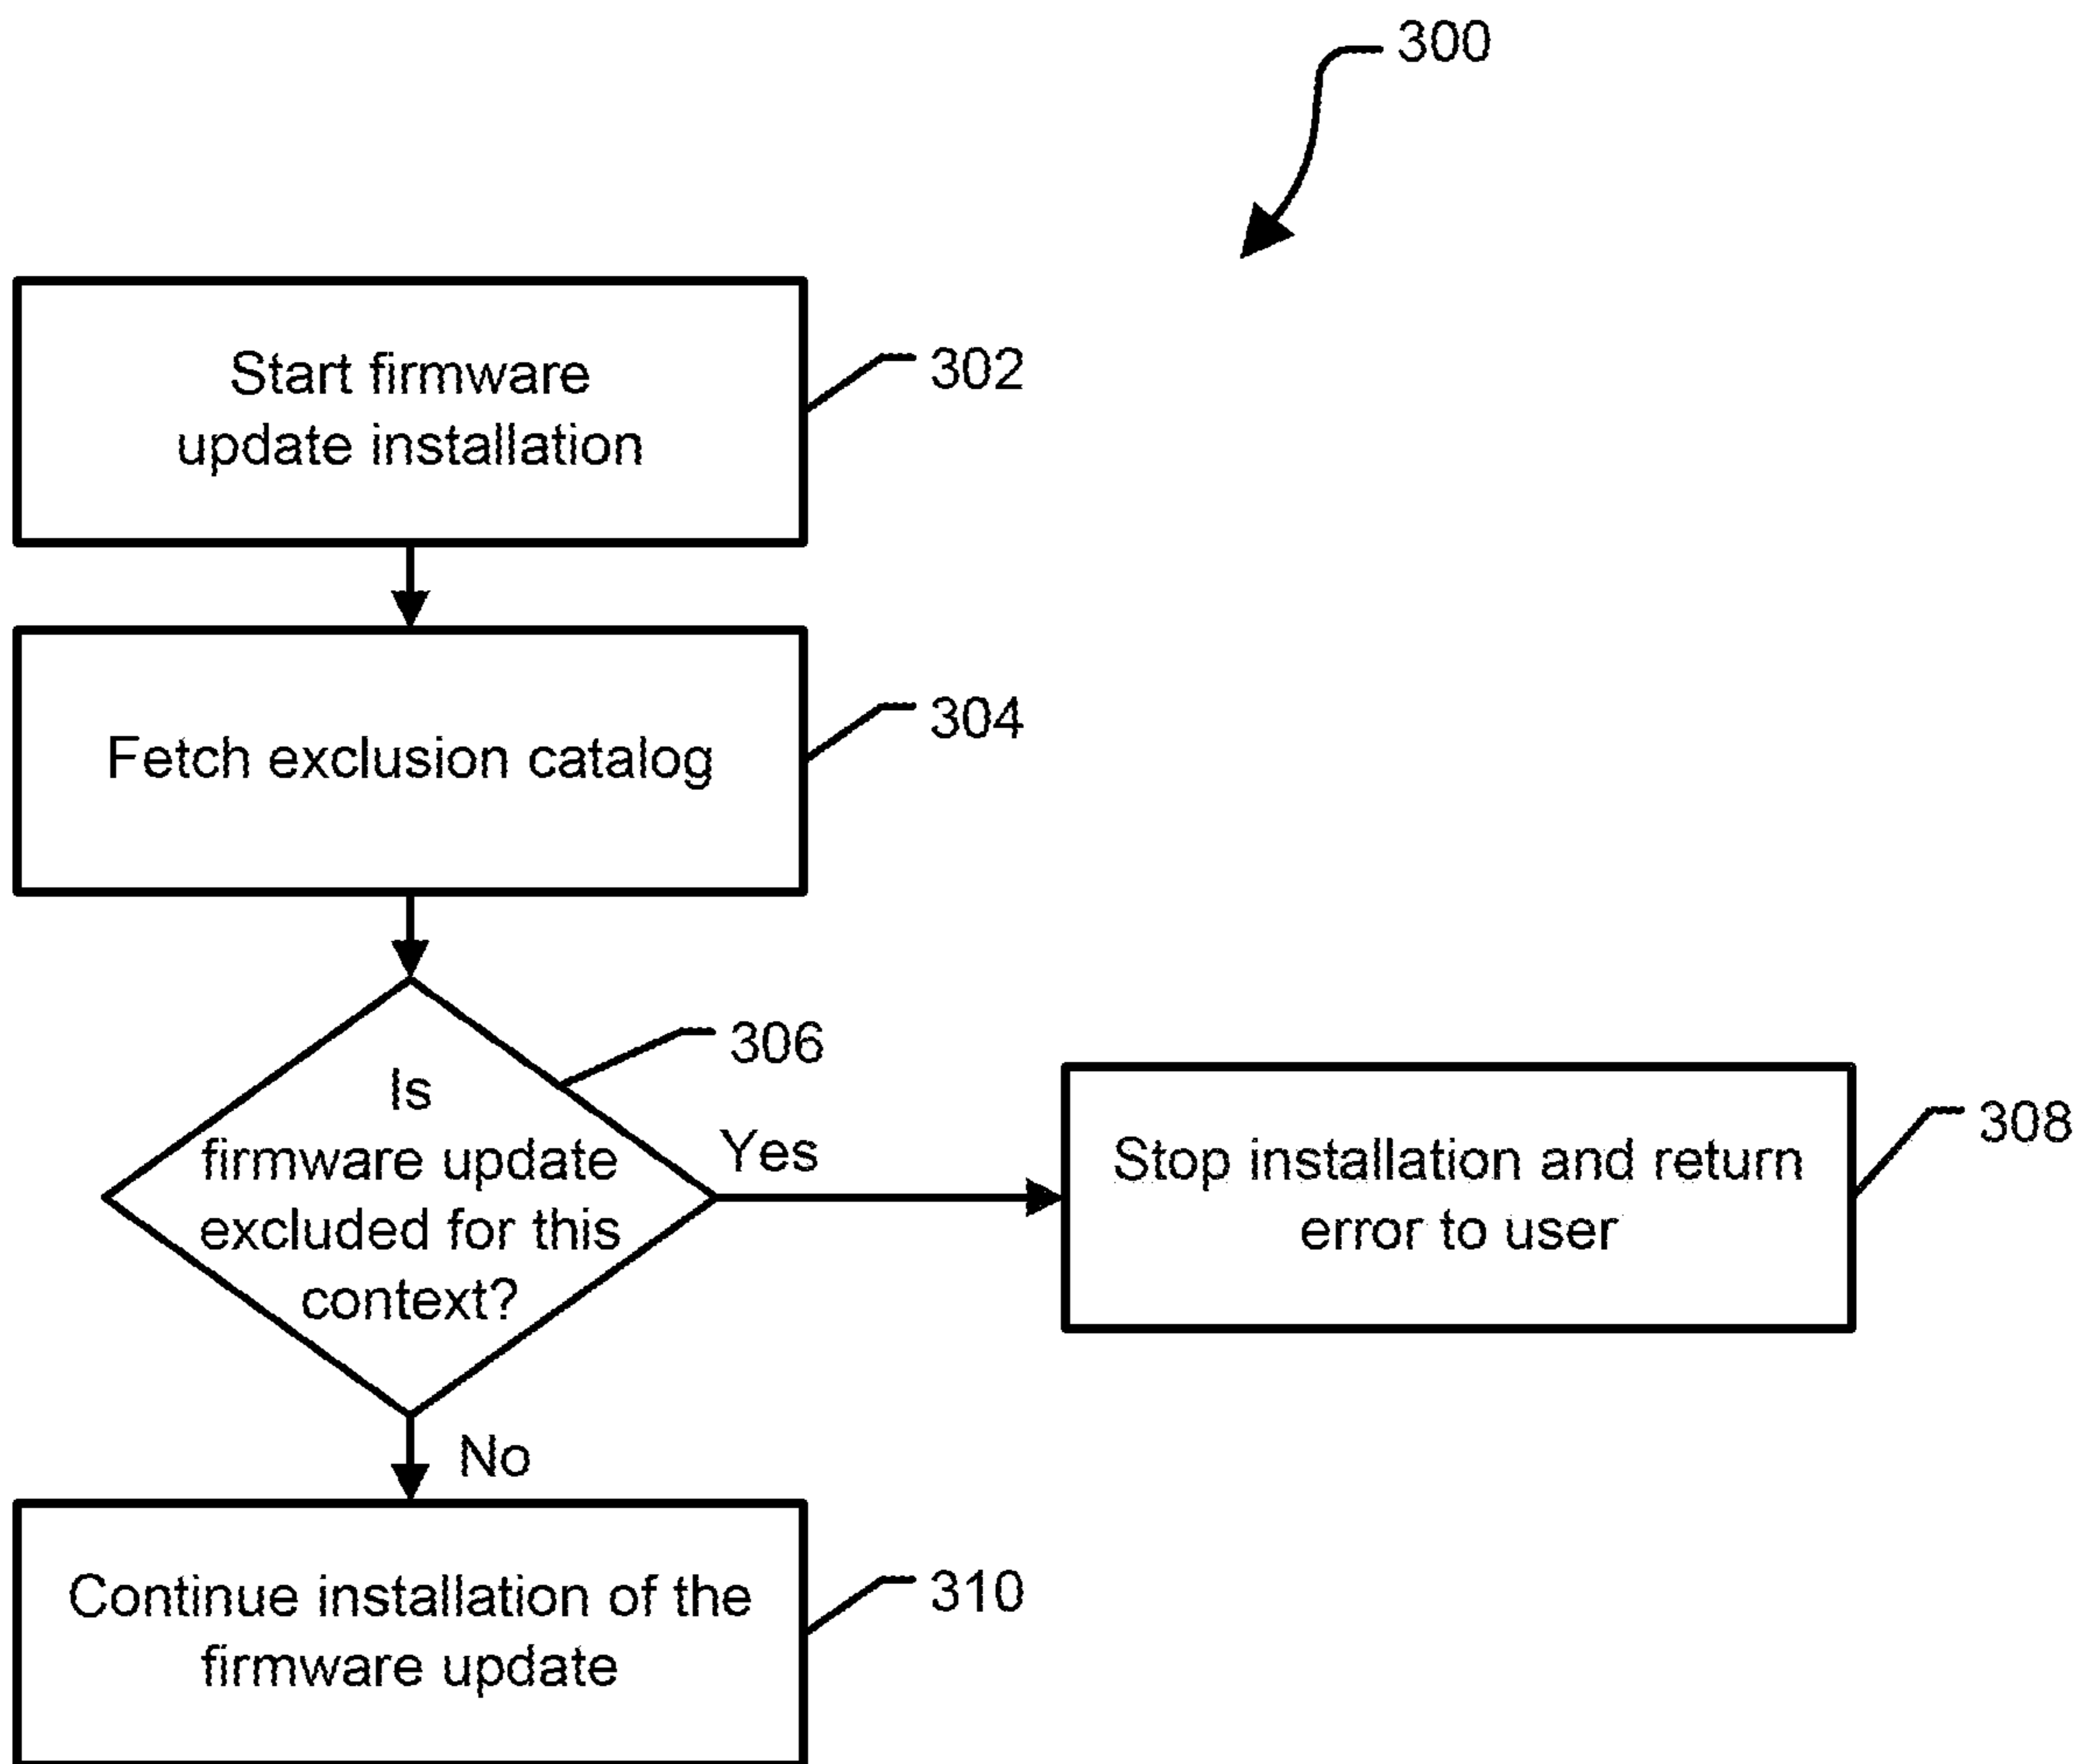 300
Start firmware
update installation
302
Fetch exclusion catalog
304
Is
firmware update
excluded for this
context?
306
Yes
Stop installation and return
error to user
308
No
Continue installation of the
firmware update
310